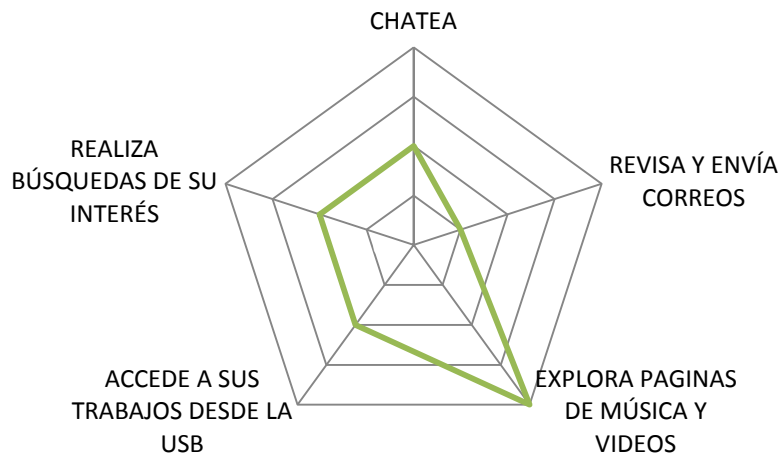 CHATEA
REVISA Y ENVÍA
CORREOS
EXPLORA PAGINAS
DE MÚSICA Y
VIDEOS
ACCEDE A SUS
TRABAJOS DESDE LA
USB
REALIZA
BÚSQUEDAS DE SU
INTERÉS